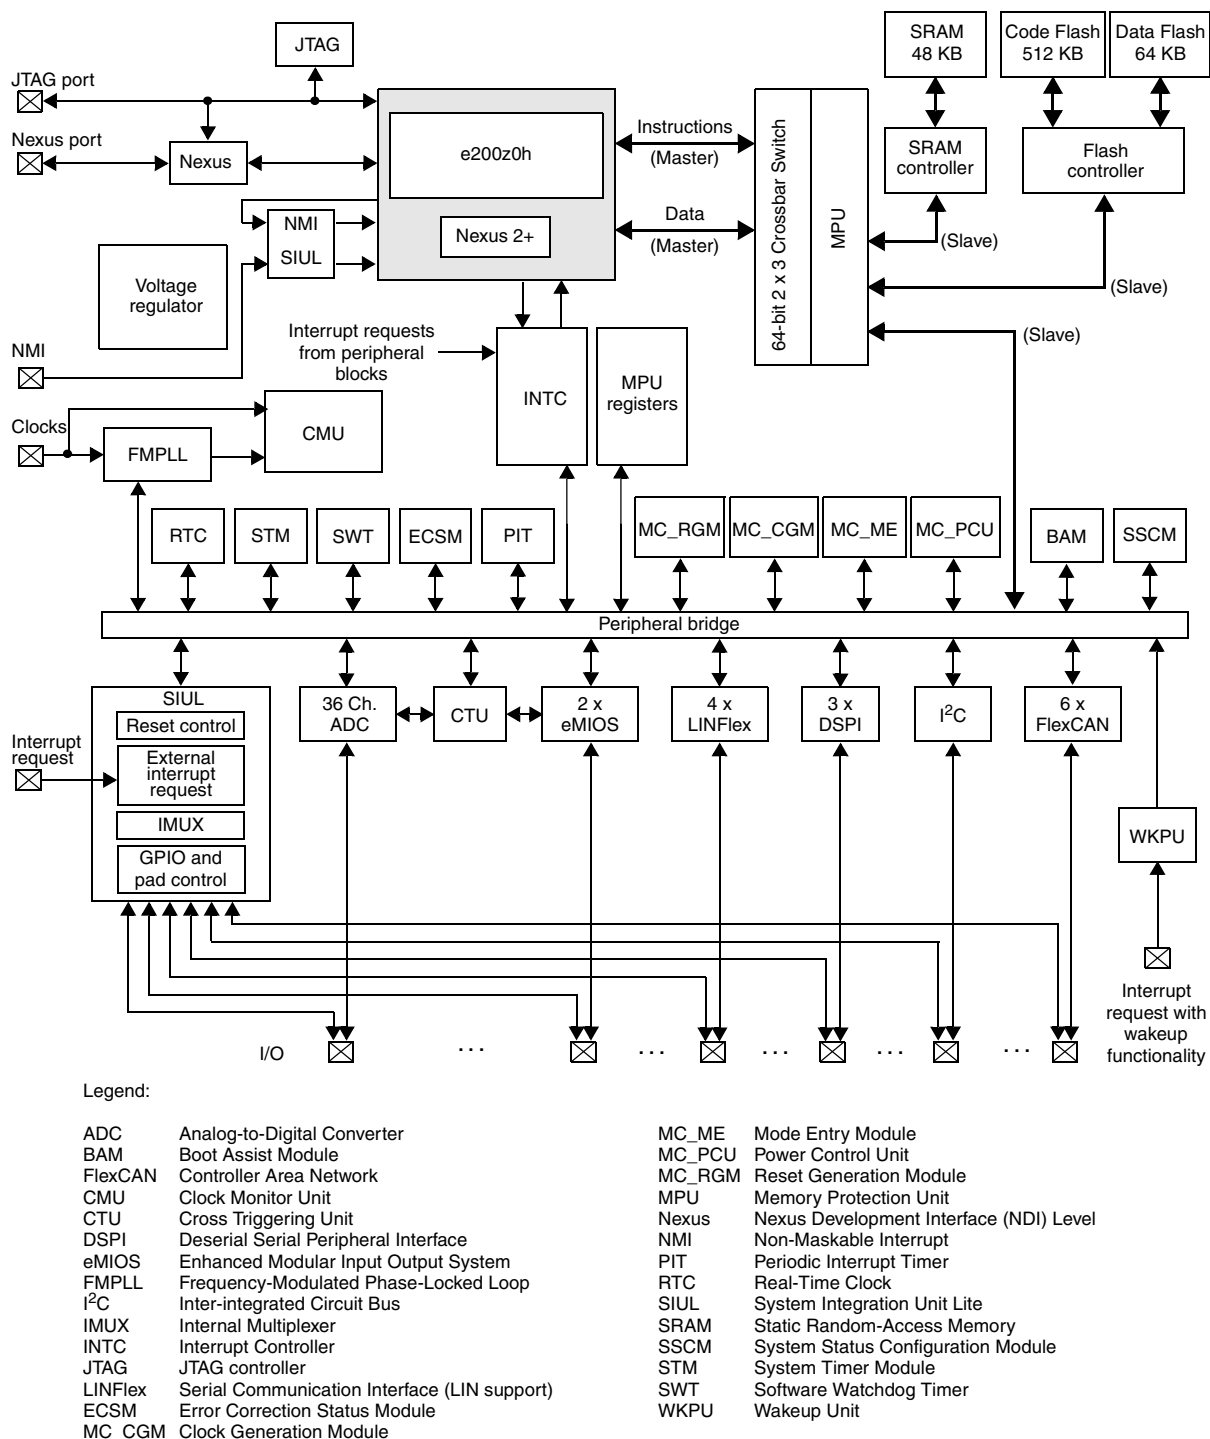 JTAG
SRAM
48 KB
Code Flash
512 KB
Data Flash
64 KB
JTAG port
Nexus port
Nexus
e200z0h
Nexus 2+
Instructions
(Master)
Data
(Master)
64-bit 2 x 3 Crossbar Switch
MPU
SRAM
controller
Flash
controller
(Slave)
(Slave)
(Slave)
NMI
SIUL
Voltage
regulator
NMI
Interrupt requests
from peripheral
blocks
INTC
MPU
registers
Clocks
FMPLL
CMU
RTC
STM
SWT
ECSM
PIT
MC_RGM
MC_CGM
MC_ME
MC_PCU
BAM
SSCM
Peripheral bridge
SIUL
Reset control
External
interrupt
request
IMUX
GPIO and
pad control
Interrupt
request
36 Ch.
ADC
CTU
2 x
eMIOS
4 x
LINFlex
3 x
DSPI
I²C
6 x
FlexCAN
WKPU
I/O
. . .
. . .
. . .
. . .
. . .
Interrupt
request with
wakeup
functionality
Legend:
ADC Analog-to-Digital Converter
BAM Boot Assist Module
FlexCAN Controller Area Network
CMU Clock Monitor Unit
CTU Cross Triggering Unit
DSPI Deserial Serial Peripheral Interface
eMIOS Enhanced Modular Input Output System
FMPLL Frequency-Modulated Phase-Locked Loop
I²C Inter-integrated Circuit Bus
IMUX Internal Multiplexer
INTC Interrupt Controller
JTAG JTAG controller
LINFlex Serial Communication Interface (LIN support)
ECSM Error Correction Status Module
MC_CGM Clock Generation Module
MC_ME Mode Entry Module
MC_PCU Power Control Unit
MC_RGM Reset Generation Module
MPU Memory Protection Unit
Nexus Nexus Development Interface (NDI) Level
NMI Non-Maskable Interrupt
PIT Periodic Interrupt Timer
RTC Real-Time Clock
SIUL System Integration Unit Lite
SRAM Static Random-Access Memory
SSCM System Status Configuration Module
STM System Timer Module
SWT Software Watchdog Timer
WKPU Wakeup Unit